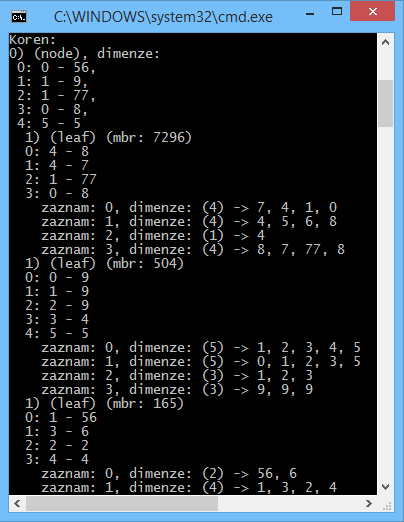 C:\WINDOWS\system32\cmd.exe
Koren:
0) (node), dimenze:
0: 0 - 56,
1: 1 - 9,
2: 1 - 77,
3: 0 - 8,
4: 5 - 5
1) (leaf) (mbr: 7296)
0: 4 - 8
1: 4 - 7
2: 1 - 77
3: 0 - 8
zaznam: 0, dimenze: (4) -> 7, 4, 1, 0
zaznam: 1, dimenze: (4) -> 4, 5, 6, 8
zaznam: 2, dimenze: (1) -> 4
zaznam: 3, dimenze: (4) -> 8, 7, 77, 8
1) (leaf) (mbr: 504)
0: 0 - 9
1: 1 - 9
2: 2 - 9
3: 3 - 4
4: 5 - 5
zaznam: 0, dimenze: (5) -> 1, 2, 3, 4, 5
zaznam: 1, dimenze: (5) -> 0, 1, 2, 3, 5
zaznam: 2, dimenze: (3) -> 1, 2, 3
zaznam: 3, dimenze: (3) -> 9, 9, 9
1) (leaf) (mbr: 165)
0: 1 - 56
1: 3 - 6
2: 2 - 2
3: 4 - 4
zaznam: 0, dimenze: (2) -> 56, 6
zaznam: 1, dimenze: (4) -> 1, 3, 2, 4